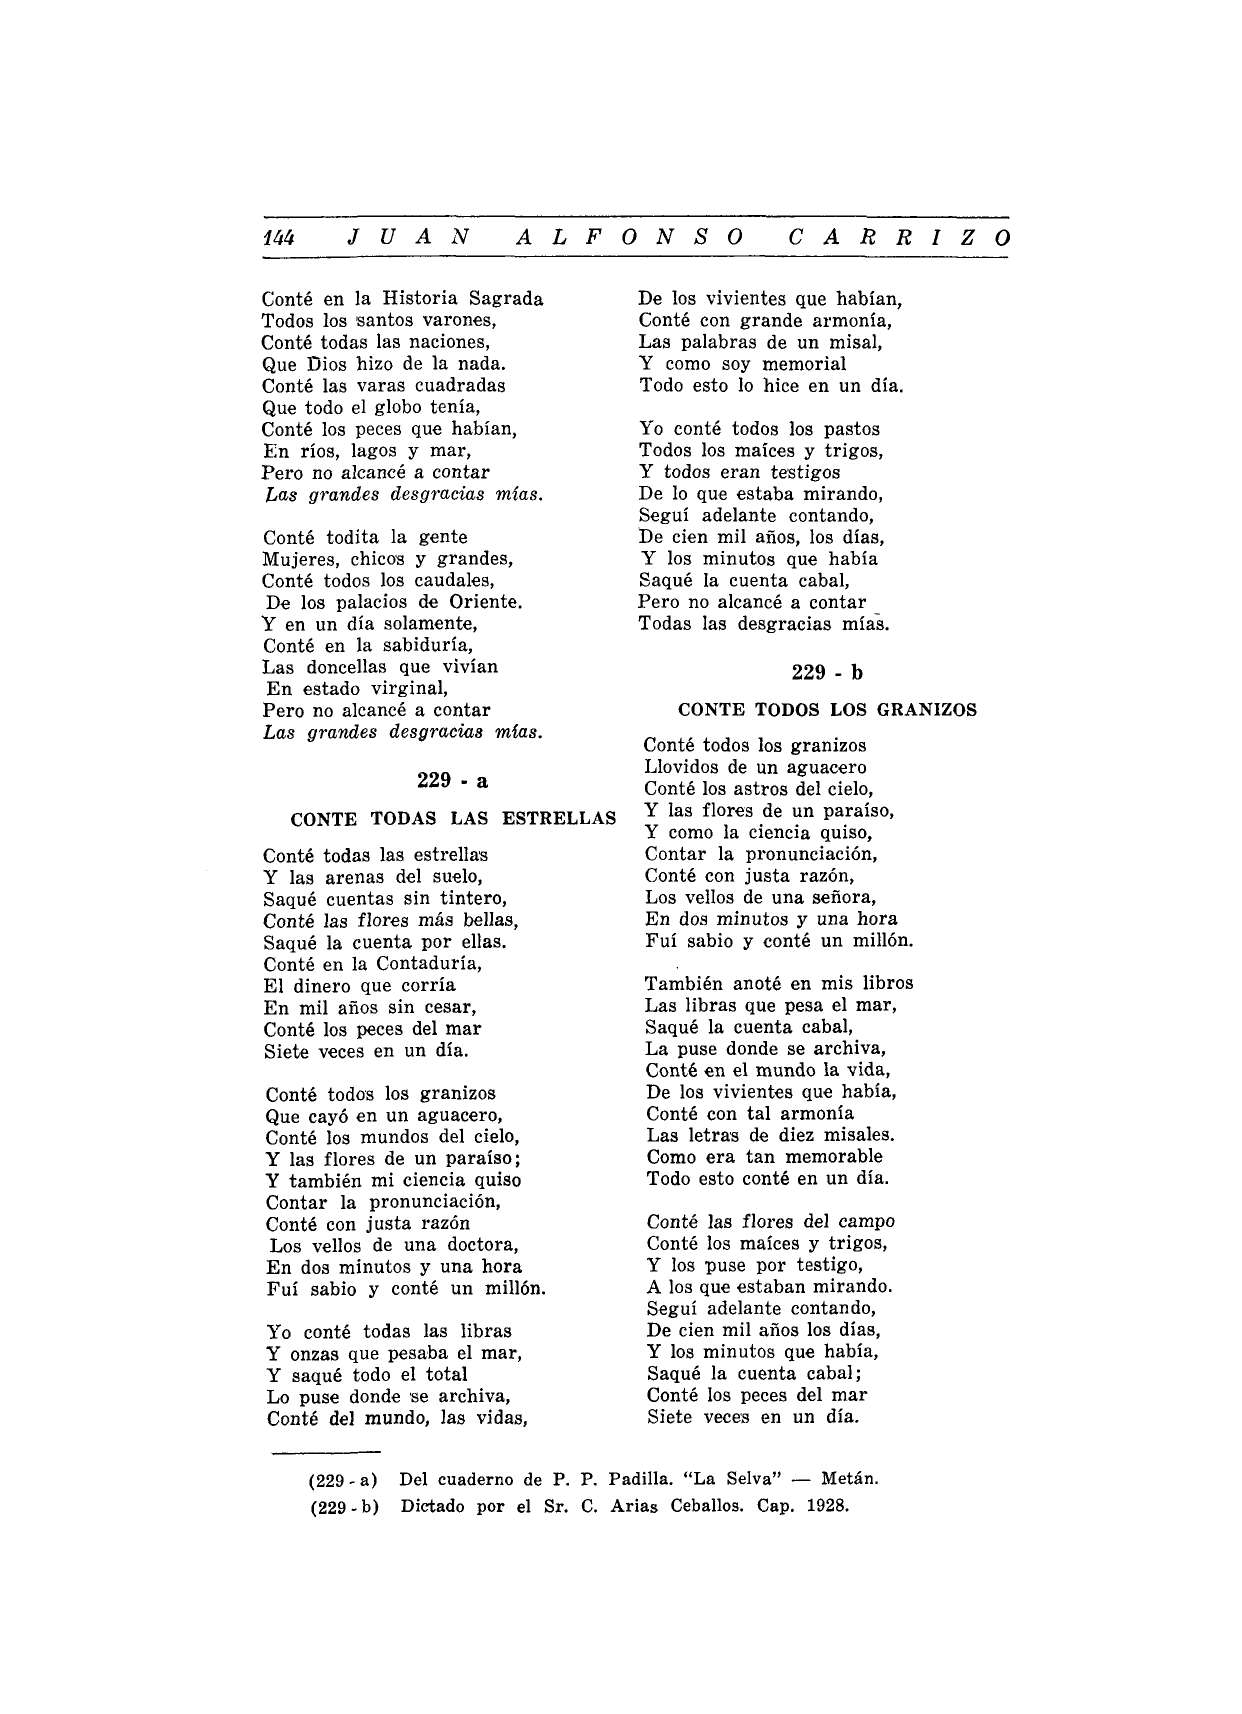 144 JUAN ALFONSO CARRIZO
Conté en la Historia Sagrada
Todos los santos varones,
Conté todas las naciones,
Que Dios hizo de la nada.
Conté las varas cuadradas
Que todo el globo tenía,
Conté los peces que habían,
En ríos, lagos y mar,
Pero no alcancé a contar
Las grandes desgracias mías.
Conté todita la gente
Mujeres, chicos y grandes,
Conté todos los caudales,
De los palacios de Oriente.
Y en un día solamente,
Conté en la sabiduría,
Las doncellas que vivían
En estado virginal,
Pero no alcancé a contar
Las grandes desgracias mías.
229 - a
CONTE TODAS LAS ESTRELLAS
Conté todas las estrellas
Y las arenas del suelo,
Saqué cuentas sin tintero,
Conté las flores más bellas,
Saqué la cuenta por ellas.
Conté en la Contaduría,
El dinero que corría
En mil años sin cesar,
Conté los peces del mar
Siete veces en un día.
Conté todos los granizos
Que cayó en un aguacero,
Conté los mundos del cielo,
Y las flores de un paraíso;
Y también mi ciencia quiso
Contar la pronunciación,
Conté con justa razón
Los vellos de una doctora,
En dos minutos y una hora
Fuí sabio y conté un millón.
Yo conté todas las libras
Y onzas que pesaba el mar,
Y saqué todo el total
Lo puse donde se archiva,
Conté del mundo, las vidas,
De los vivientes que habían,
Conté con grande armonía,
Las palabras de un misal,
Y como soy memorial
Todo esto lo hice en un día.
Yo conté todos los pastos
Todos los maíces y trigos,
Y todos eran testigos
De lo que estaba mirando,
Seguí adelante contando,
De cien mil años, los días,
Y los minutos que había
Saqué la cuenta cabal,
Pero no alcancé a contar
Todas las desgracias mías.
229 - b
CONTE TODOS LOS GRANIZOS
Conté todos los granizos
Llovidos de un aguacero
Conté los astros del cielo,
Y las flores de un paraíso,
Y como la ciencia quiso,
Contar la pronunciación,
Conté con justa razón,
Los vellos de una señora,
En dos minutos y una hora
Fuí sabio y conté un millón.
También anoté en mis libros
Las libras que pesa el mar,
Saqué la cuenta cabal,
La puse donde se archiva,
Conté en el mundo la vida,
De los vivientes que había,
Conté con tal armonía
Las letras de diez misales.
Como era tan memorable
Todo esto conté en un día.
Conté las flores del campo
Conté los maíces y trigos,
Y los puse por testigo,
A los que estaban mirando.
Seguí adelante contando,
De cien mil años los días,
Y los minutos que había,
Saqué la cuenta cabal;
Conté los peces del mar
Siete veces en un día.
(229 - a) Del cuaderno de P. P. Padilla. “La Selva” — Metán.
(229 - b) Dictado por el Sr. C. Arias Ceballos. Cap. 1928.